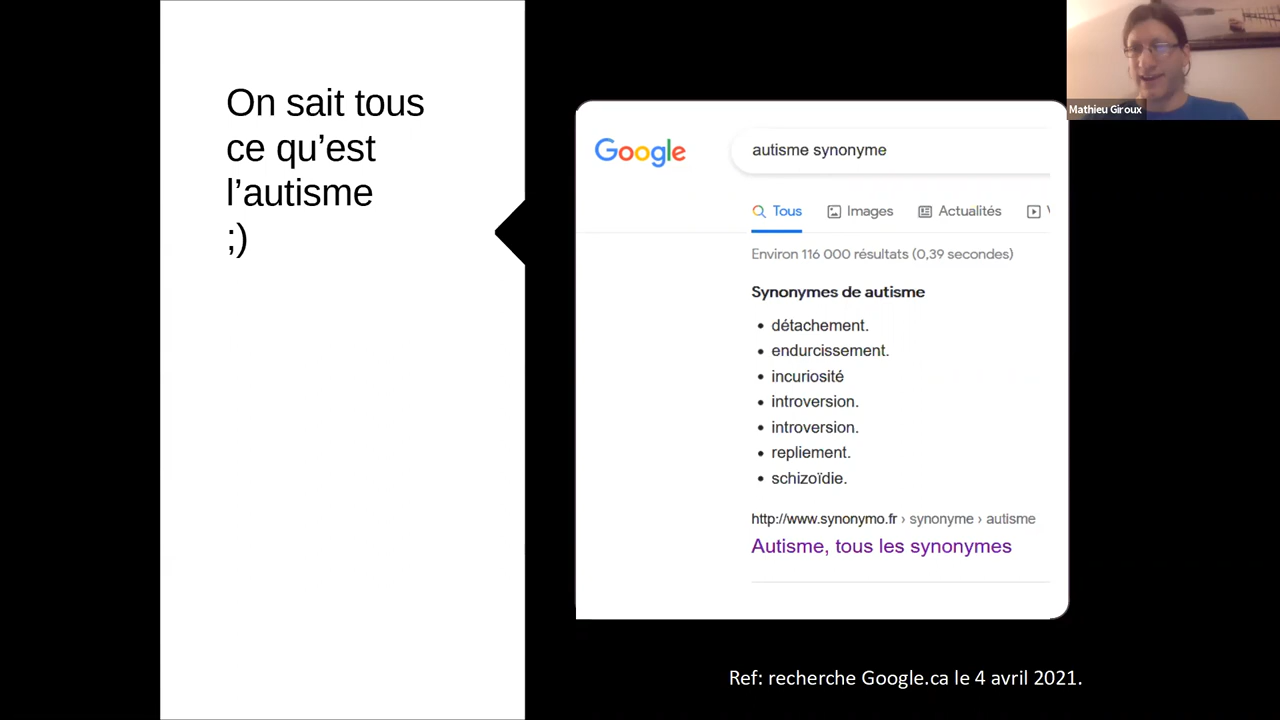 On sait tous
ce qu’est
l’autisme
;)
Google
autisme synonyme
Tous
Images
Actualités
V
Environ 116 000 résultats (0,39 secondes)
Synonymes de autisme
• détachement.
• endurcissement.
• incuriosité
• introversion.
• introversion.
• repliement.
• schizoïdie.
http://www.synonymo.fr › synonyme › autisme
Autisme, tous les synonymes
Ref: recherche Google.ca le 4 avril 2021.
Mathieu Giroux